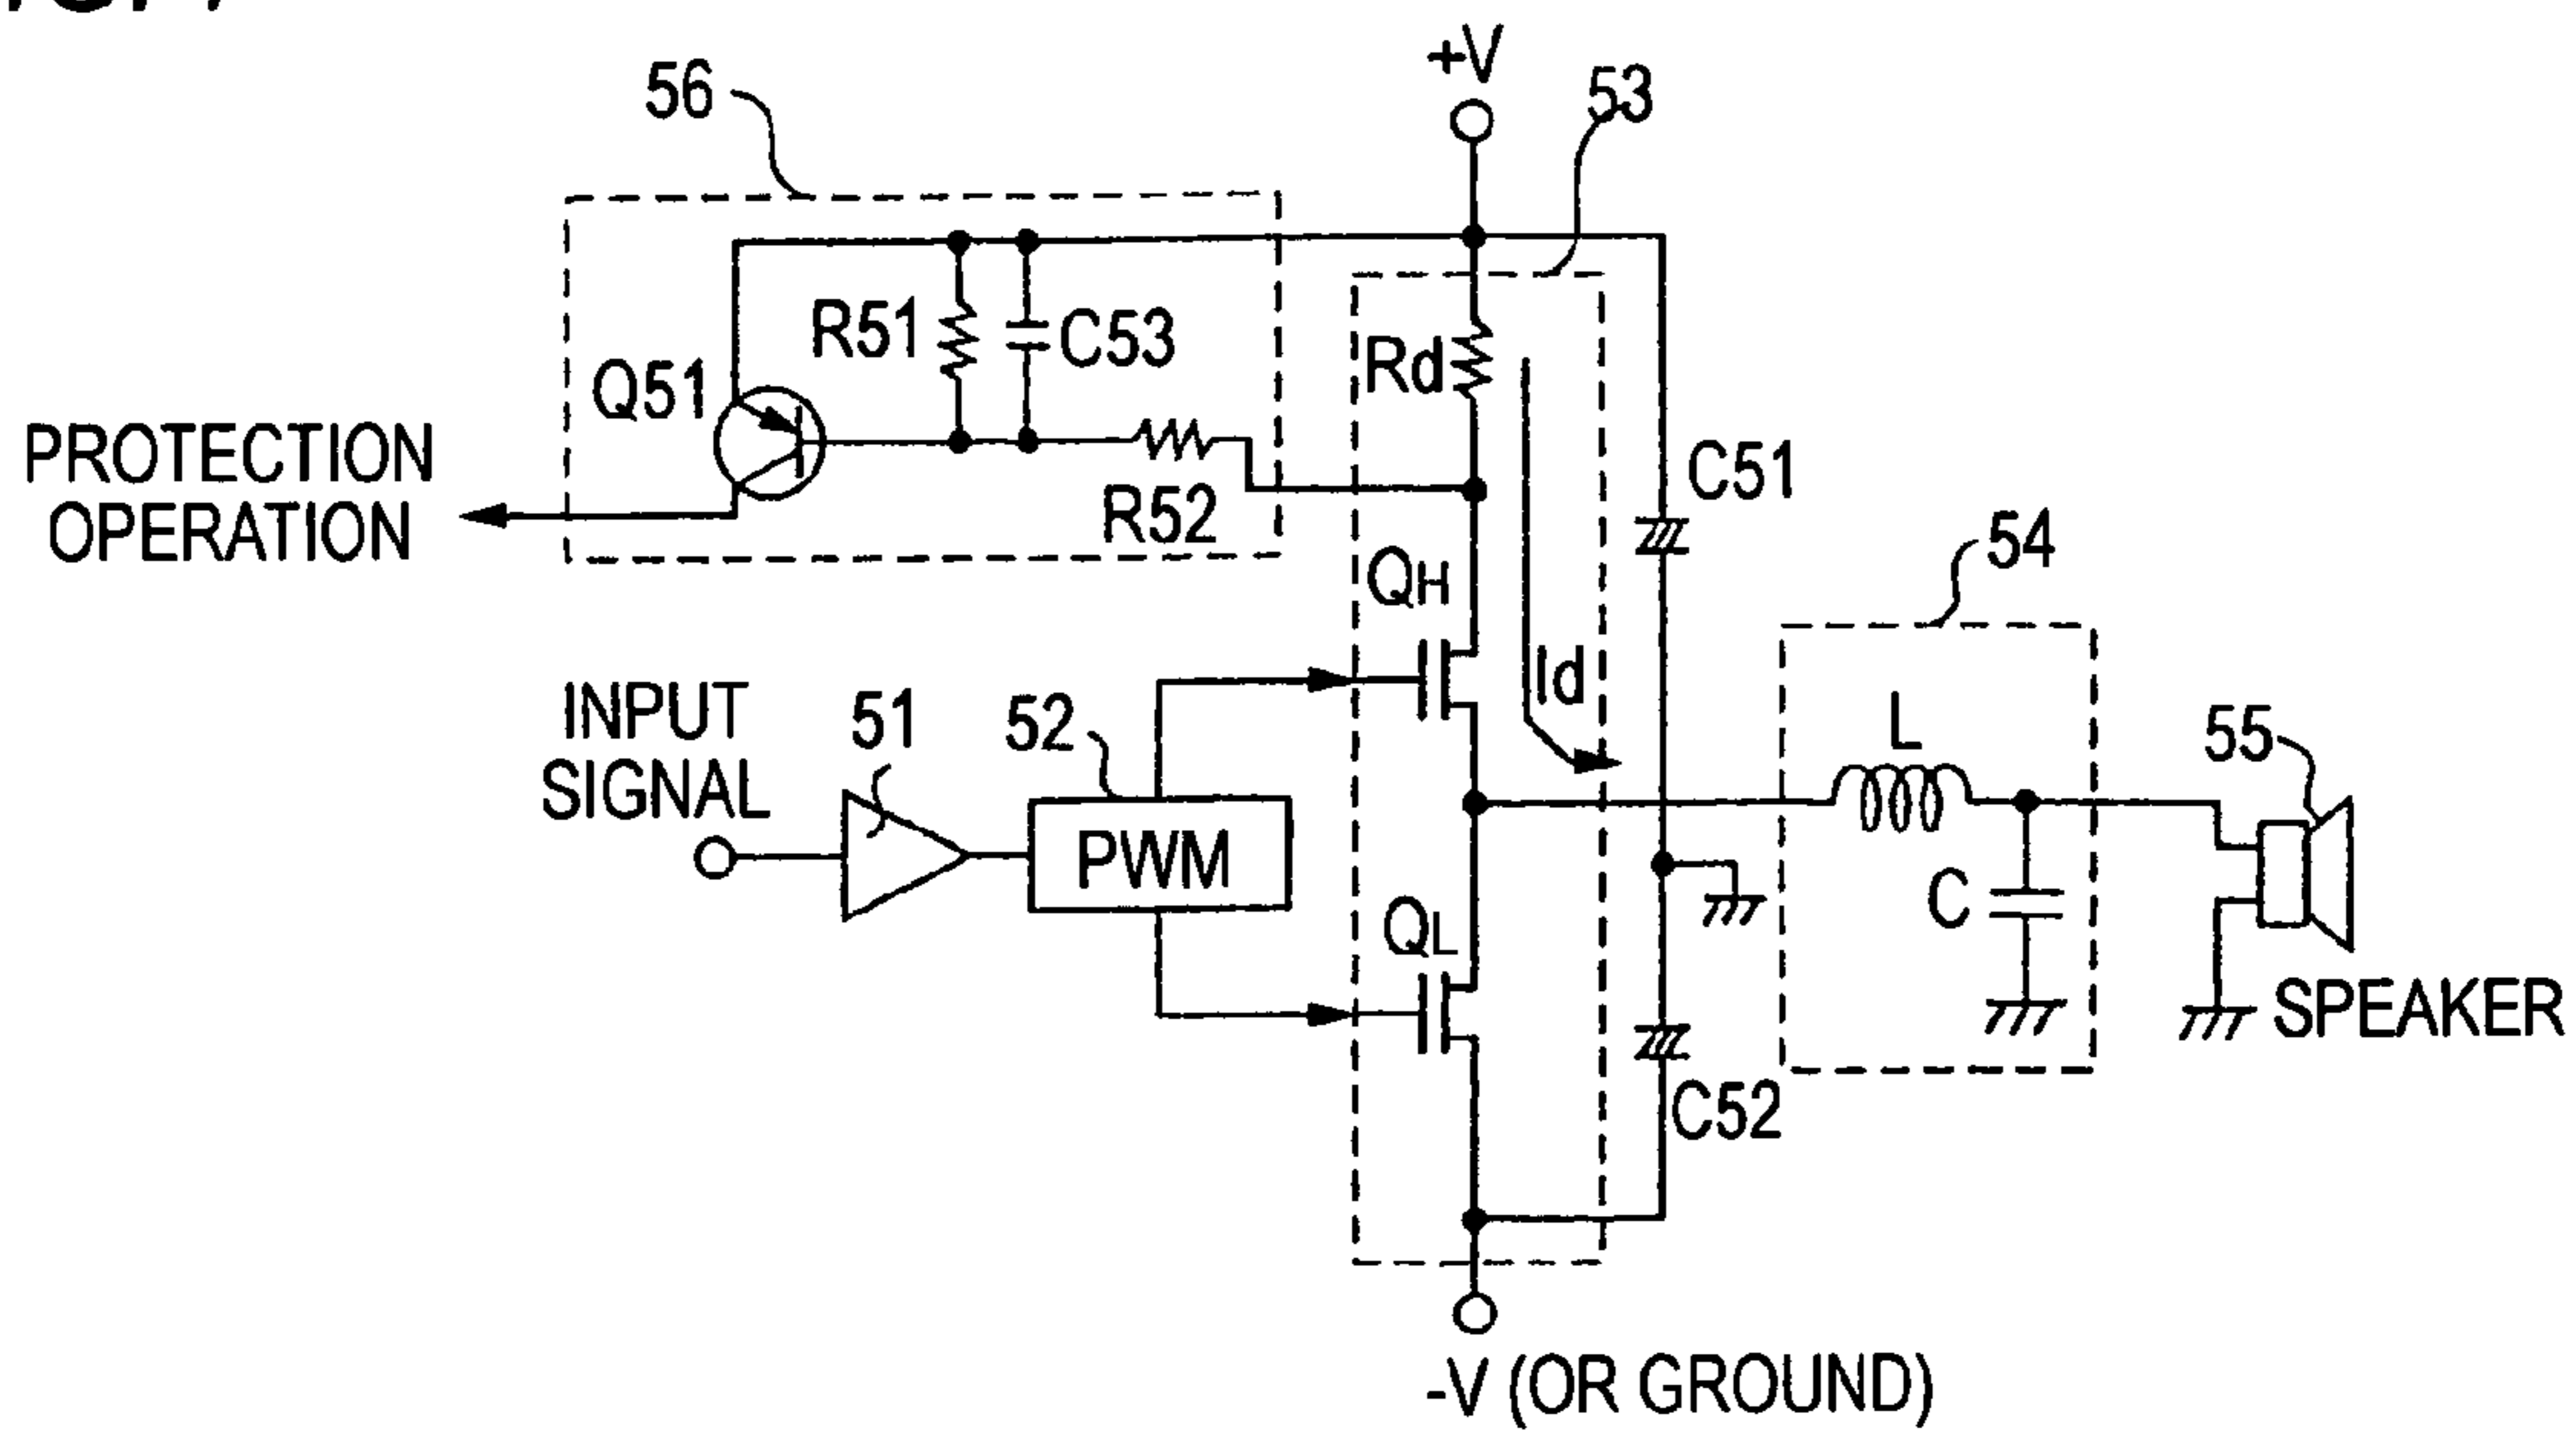 +V
53
56
R51
C53
Rd
Q51
PROTECTION
OPERATION
R52
C51
QH
54
Id
INPUT
SIGNAL
51
52
L
55
PWM
C
QL
SPEAKER
C52
-V (OR GROUND)